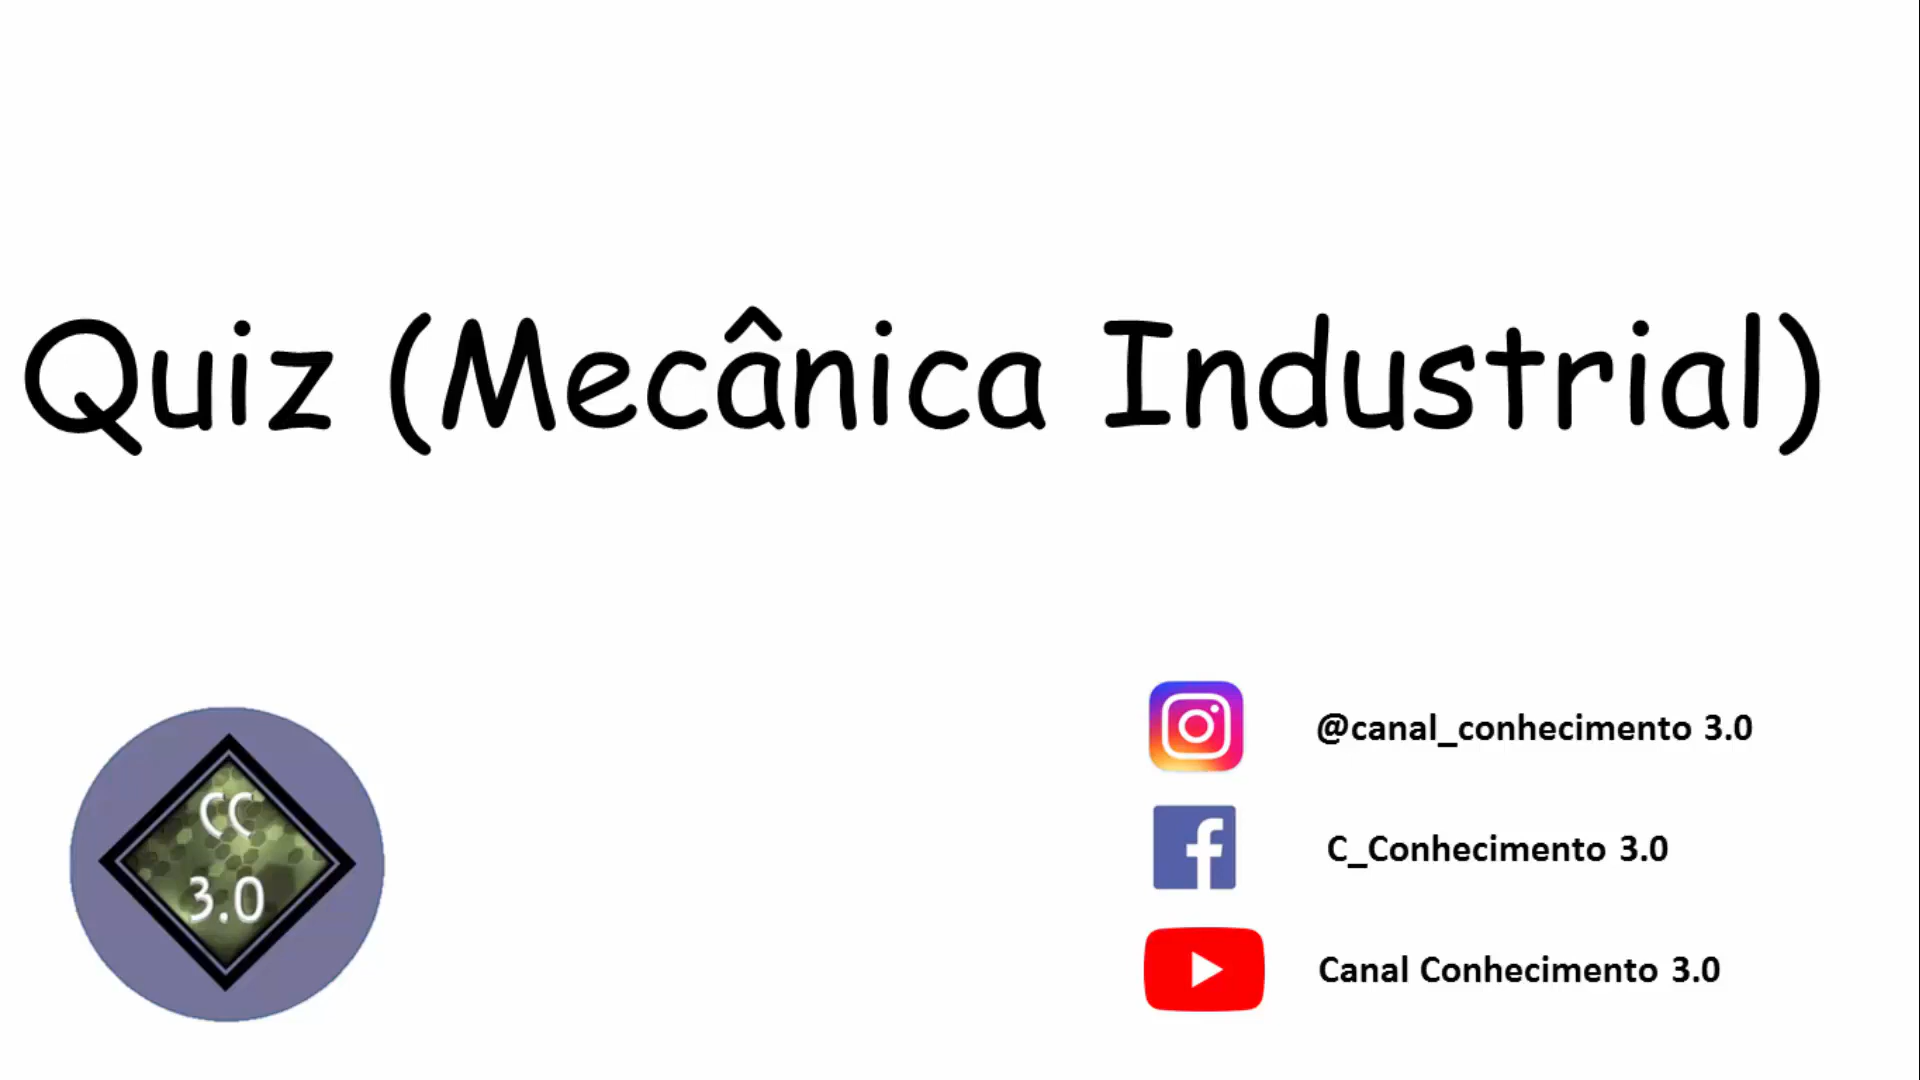 Quiz (Mecânica Industrial)
CC
3.0
@canal_conhecimento 3.0
C_Conhecimento 3.0
Canal Conhecimento 3.0